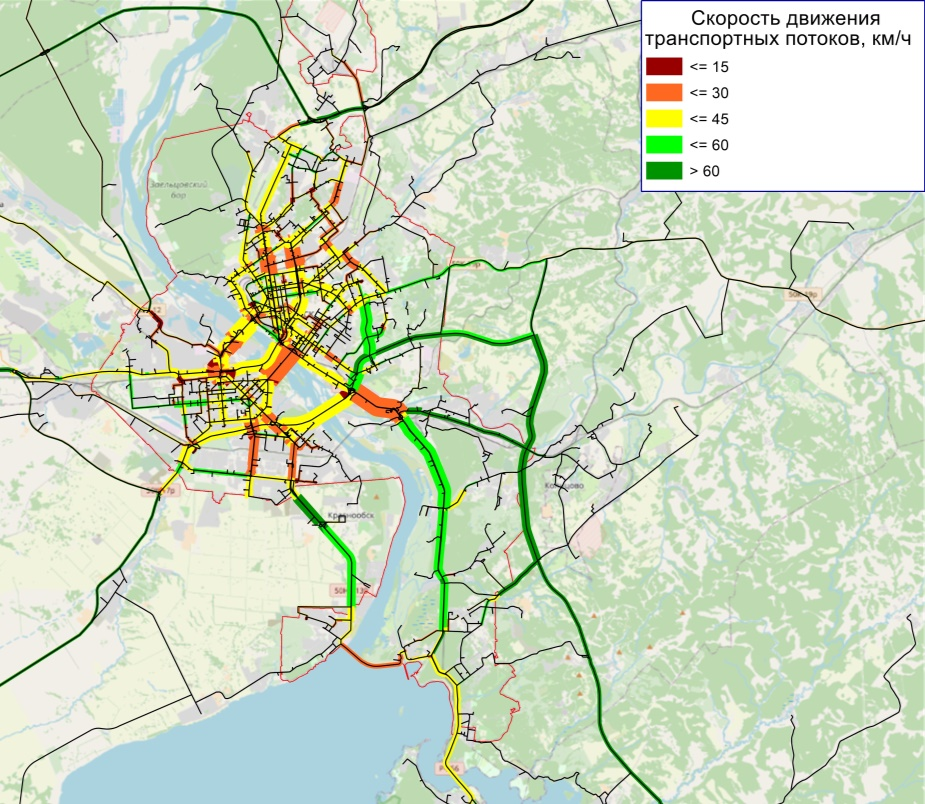 Скорость движения
транспортных потоков, км/ч
<= 15
<= 30
<= 45
<= 60
> 60
Заельцовский
бор
Кольцово
Краснообск